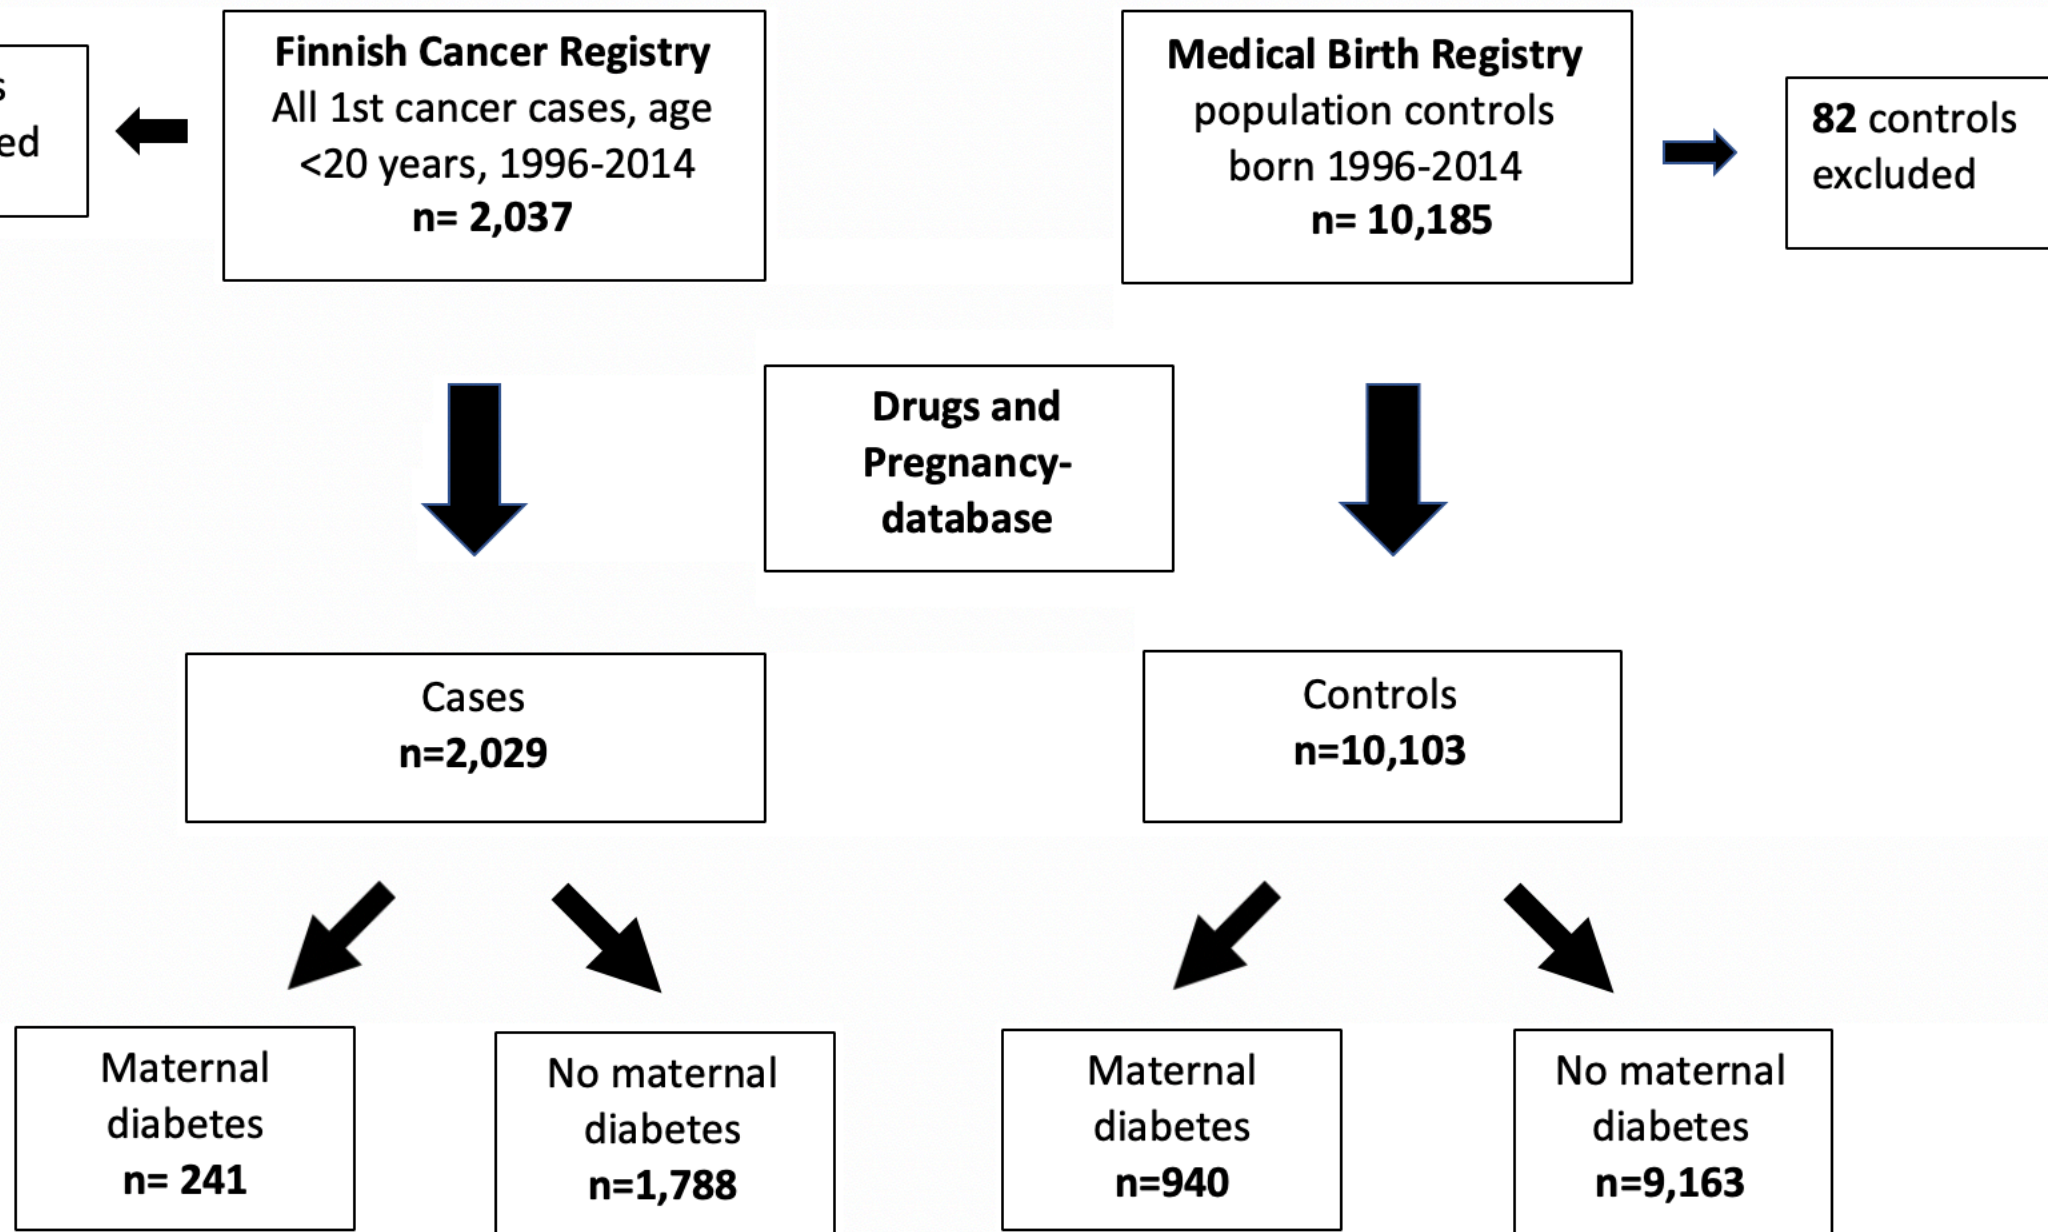 Finnish Cancer Registry
All 1st cancer cases, age
<20 years, 1996-2014
n= 2,037
Medical Birth Registry
population controls
born 1996-2014
n= 10,185
82 controls
excluded
Drugs and
Pregnancy-
database
Cases
n=2,029
Controls
n=10,103
Maternal
diabetes
n= 241
No maternal
diabetes
n=1,788
Maternal
diabetes
n=940
No maternal
diabetes
n=9,163